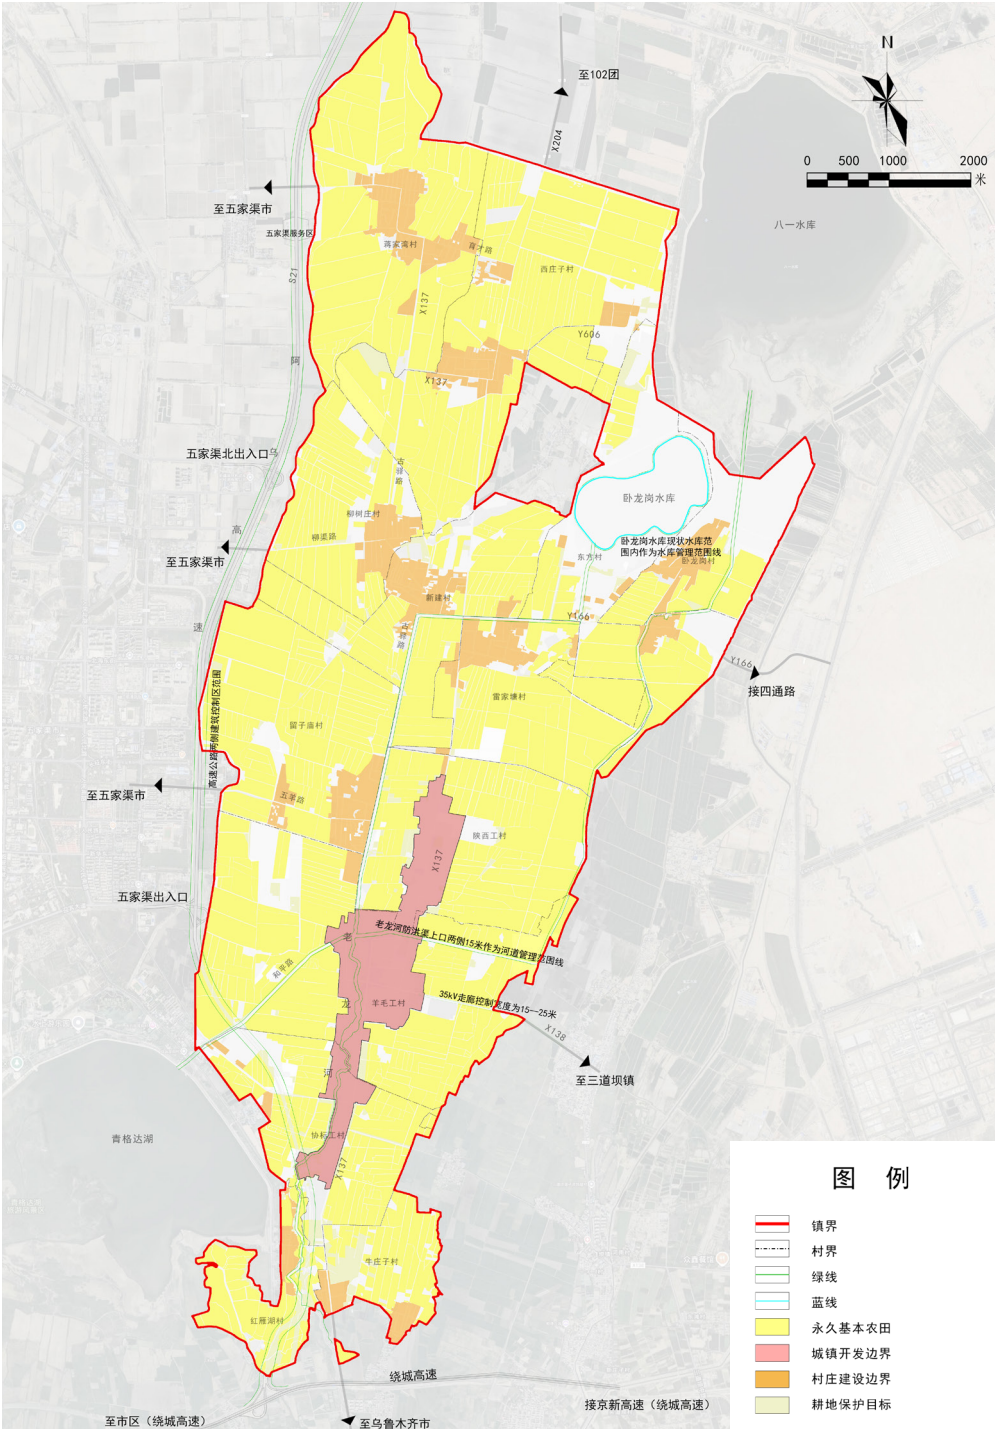 N
至102团
X204
0 500 1000 2000
米
至五家渠市
五家渠服务区
八一水库
蒋家湾村
育才路
西庄子村
S21
X137
Y606
阿
X137
五家渠北出入口
乌
古驿路
卧龙岗水库
柳树庄村
高
柳渠路
卧龙岗水库现状水库范
围内作为水库管理范围线
东方村
卧龙岗村
至五家渠市
新建村
Y166
速
古驿路
Y166
接四通路
高速公路两侧建筑控制区范围
雷家塘村
留子庙村
至五家渠市
五羊路
陕西工村
X137
五家渠出入口
老
老龙河防洪渠上口两侧15米作为河道管理范围线
和平路
龙
羊毛工村
35kV走廊控制宽度为15--25米
X138
河
至三道坝镇
青格达湖
协标工村
X137
牛庄子村
红雁湖村
绕城高速
至市区（绕城高速）
至乌鲁木齐市
接京新高速（绕城高速）
图 例
镇界
村界
绿线
蓝线
永久基本农田
城镇开发边界
村庄建设边界
耕地保护目标